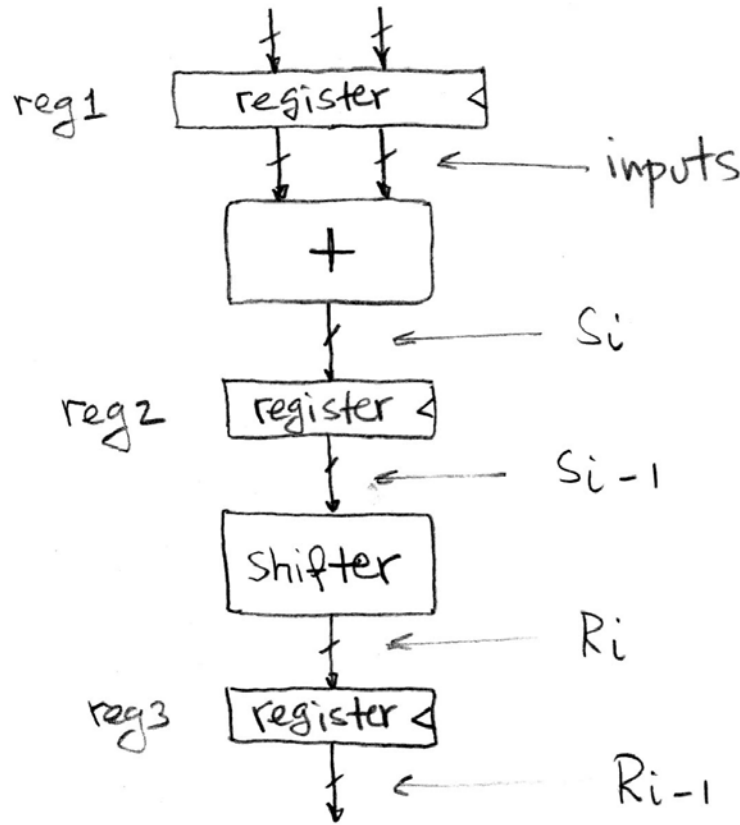 reg1
register
inputs
+
Si
reg2
register
Si-1
shifter
Ri
reg3
register
Ri-1